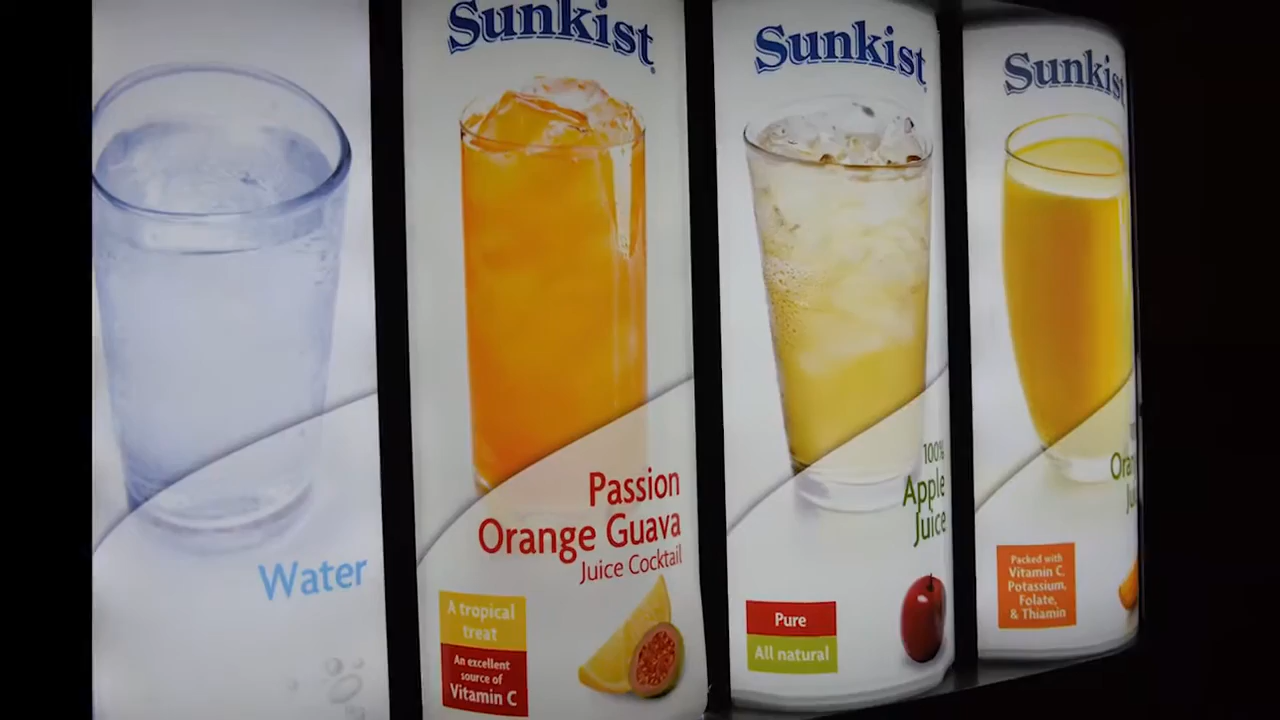 Water
Sunkist
Passion
Orange Guava
Juice Cocktail
A tropical
treat
An excellent
source of
Vitamin C
Sunkist
100%
Apple
Juice
Pure
All natural
Sunkist
Packed with
Vitamin C,
Potassium,
Folate,
& Thiamin